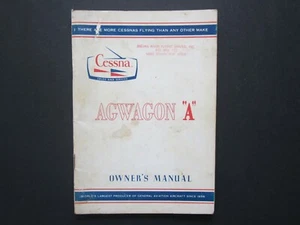 THERE ARE MORE CESSNAS FLYING THAN ANY OTHER MAKE
Cessna
AGWAGON "A"
OWNER'S MANUAL
WORLD'S LARGEST PRODUCER OF GENERAL AVIATION AIRCRAFT SINCE 1956